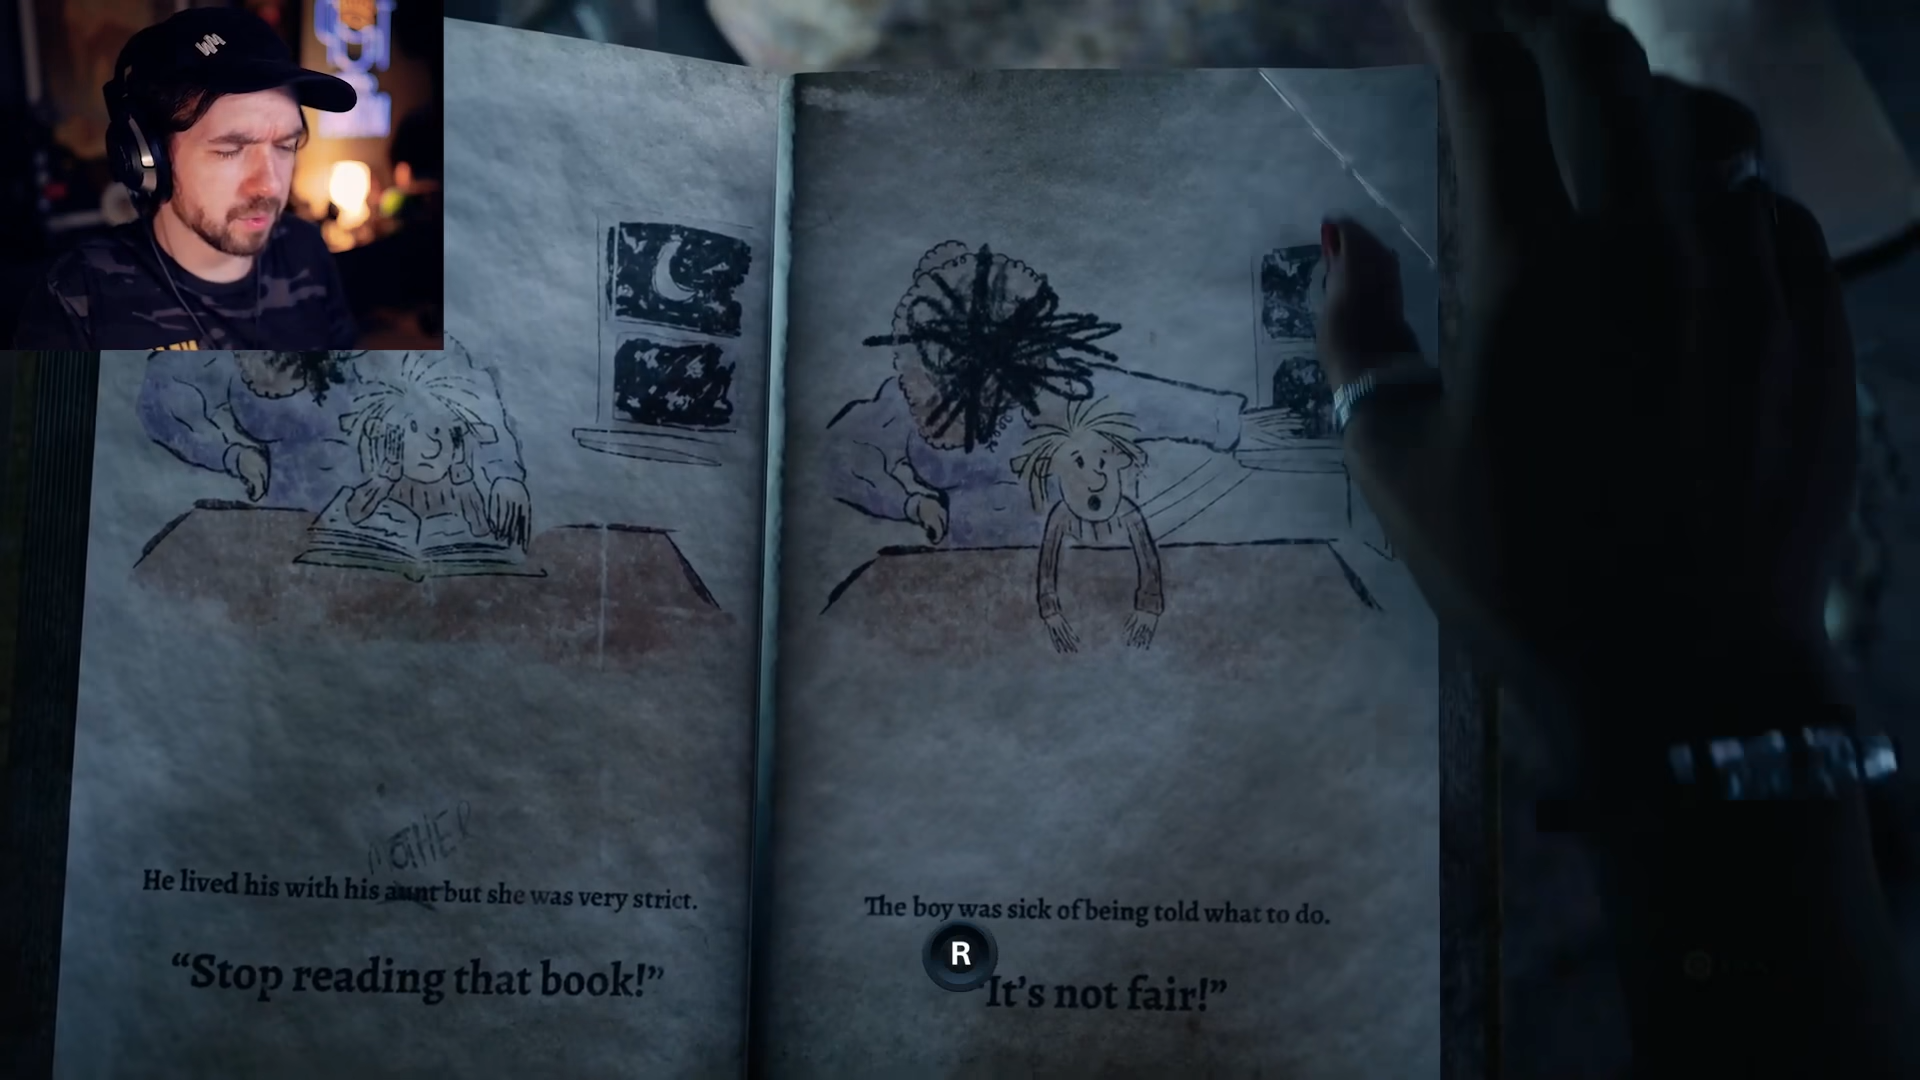 MOTHER
He lived his with his aunt but she was very strict.
“Stop reading that book!”
The boy was sick of being told what to do.
R
“It’s not fair!”